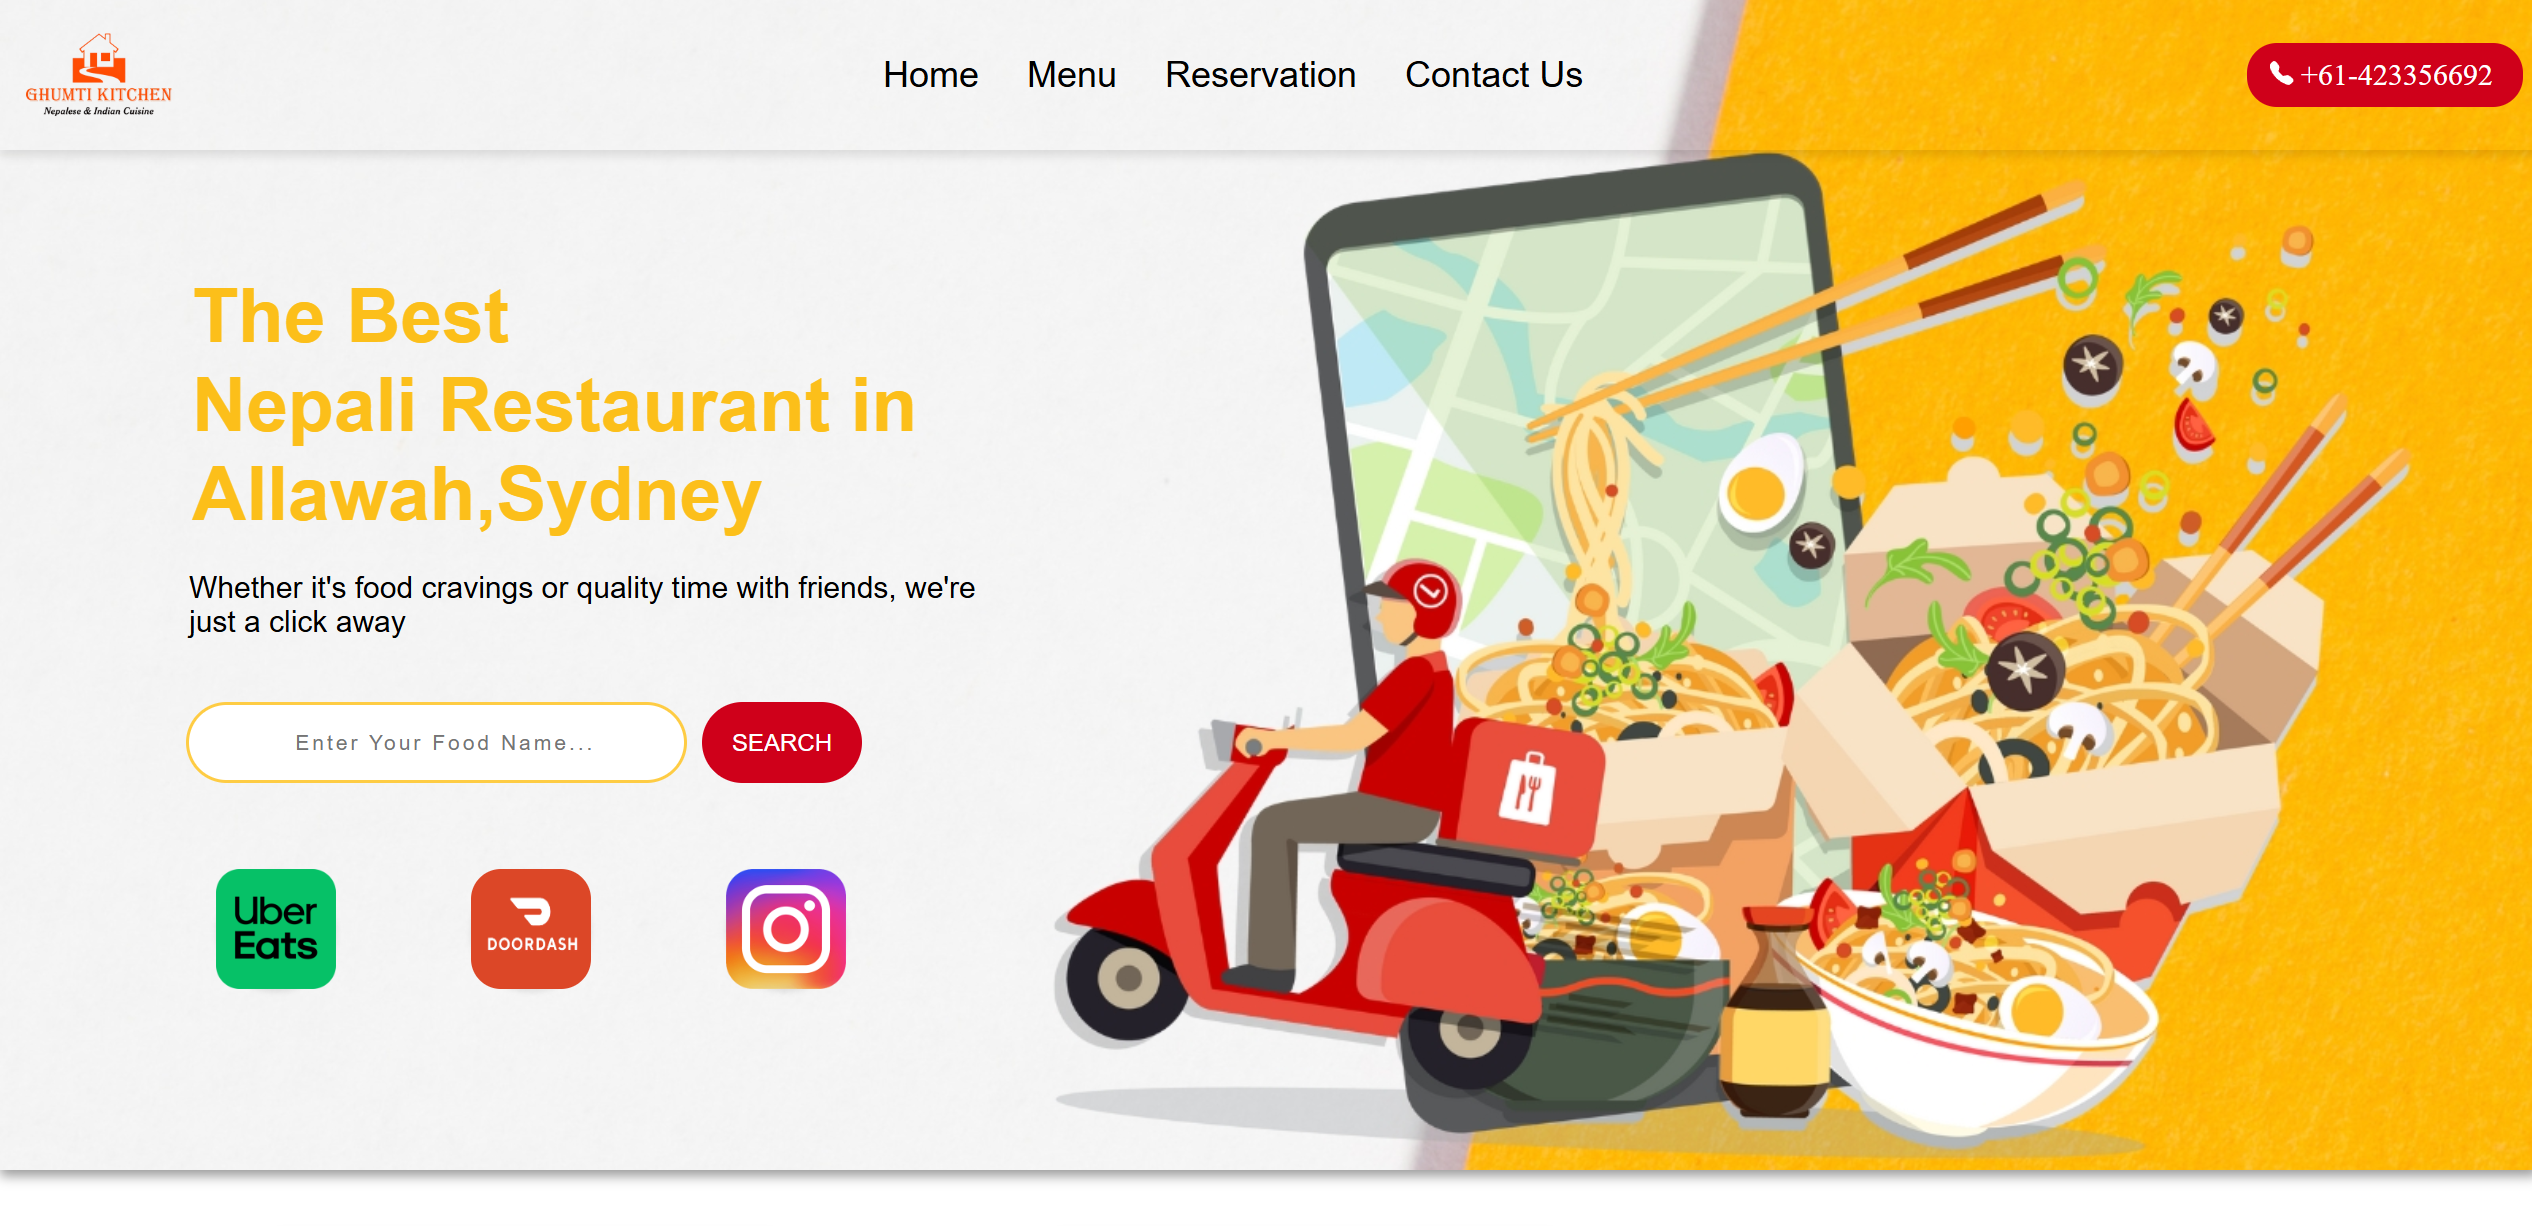 GHUMTI KITCHEN
Nepalese & Indian Cuisine
Home Menu Reservation Contact Us
+61-423356692
The Best
Nepali Restaurant in
Allawah,Sydney
Whether it's food cravings or quality time with friends, we're
just a click away
Enter Your Food Name...
SEARCH
Uber
Eats
DOORDASH